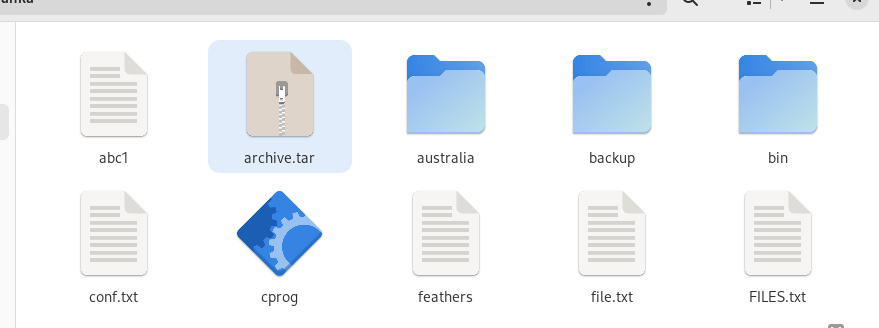 abc1
archive.tar
australia
backup
bin
conf.txt
cprog
feathers
file.txt
FILES.txt